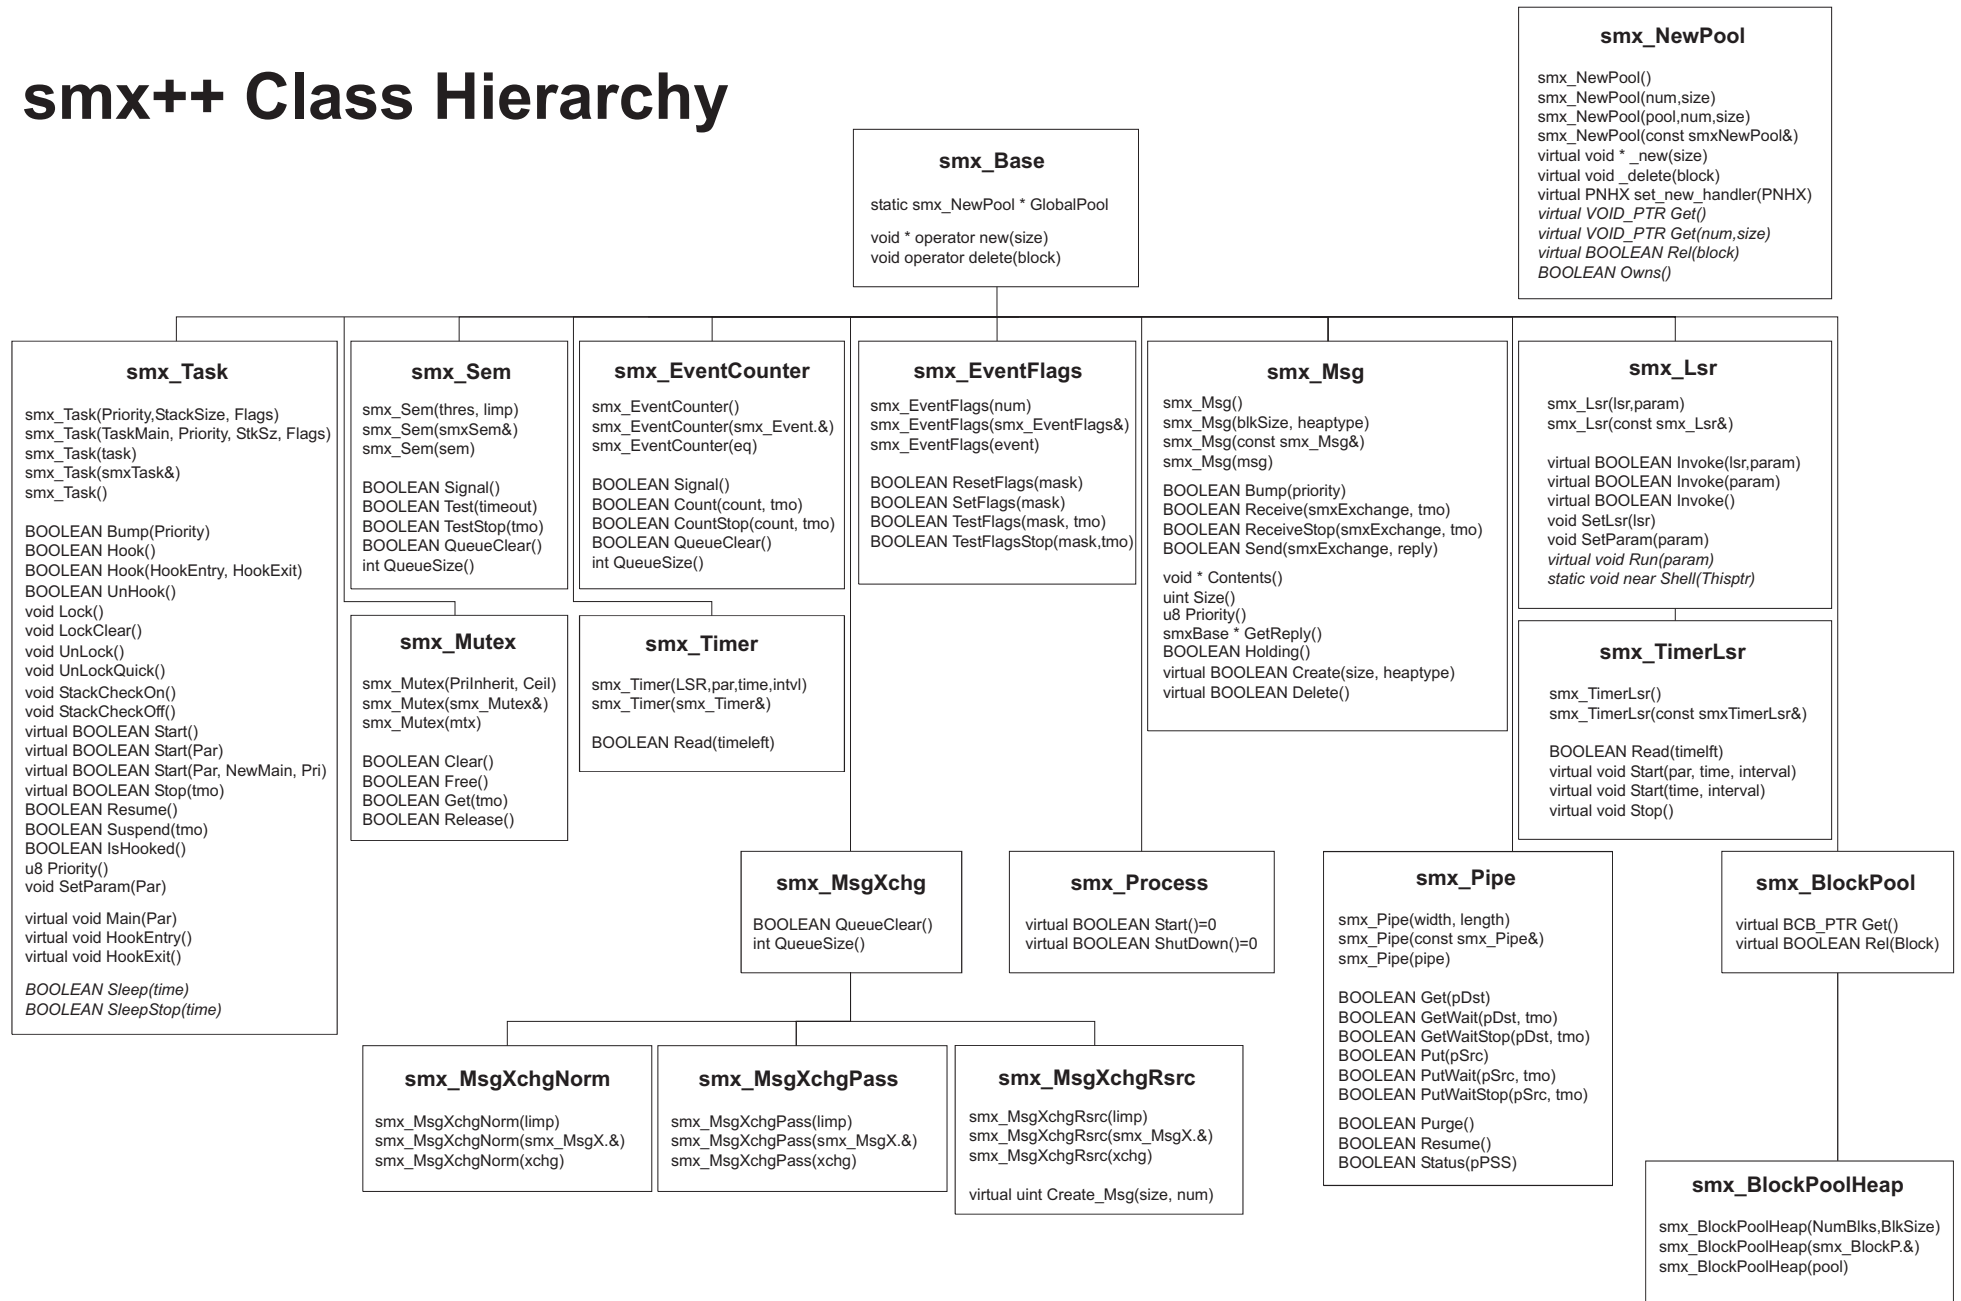 smx++ Class Hierarchy
smx_NewPool
smx_NewPool()
smx_NewPool(num,size)
smx_NewPool(pool,num,size)
smx_NewPool(const smxNewPool&)
virtual void * _new(size)
virtual void _delete(block)
virtual PNHX set_new_handler(PNHX)
virtual VOID_PTR Get()
virtual VOID_PTR Get(num,size)
virtual BOOLEAN Rel(block)
BOOLEAN Owns()
smx_Base
static smx_NewPool * GlobalPool
void * operator new(size)
void operator delete(block)
smx_Task
smx_Task(Priority,StackSize, Flags)
smx_Task(TaskMain, Priority, StkSz, Flags)
smx_Task(task)
smx_Task(smxTask&)
smx_Task()
BOOLEAN Bump(Priority)
BOOLEAN Hook()
BOOLEAN Hook(HookEntry, HookExit)
BOOLEAN UnHook()
void Lock()
void LockClear()
void UnLock()
void UnLockQuick()
void StackCheckOn()
void StackCheckOff()
virtual BOOLEAN Start()
virtual BOOLEAN Start(Par)
virtual BOOLEAN Start(Par, NewMain, Pri)
virtual BOOLEAN Stop(tmo)
BOOLEAN Resume()
BOOLEAN Suspend(tmo)
BOOLEAN IsHooked()
u8 Priority()
void SetParam(Par)
virtual void Main(Par)
virtual void HookEntry()
virtual void HookExit()
BOOLEAN Sleep(time)
BOOLEAN SleepStop(time)
smx_Sem
smx_Sem(thres, limp)
smx_Sem(smxSem&)
smx_Sem(sem)
BOOLEAN Signal()
BOOLEAN Test(timeout)
BOOLEAN TestStop(tmo)
BOOLEAN QueueClear()
int QueueSize()
smx_Mutex
smx_Mutex(PriInherit, Ceil)
smx_Mutex(smx_Mutex&)
smx_Mutex(mtx)
BOOLEAN Clear()
BOOLEAN Free()
BOOLEAN Get(tmo)
BOOLEAN Release()
smx_EventCounter
smx_EventCounter()
smx_EventCounter(smx_Event.&)
smx_EventCounter(eq)
BOOLEAN Signal()
BOOLEAN Count(count, tmo)
BOOLEAN CountStop(count, tmo)
BOOLEAN QueueClear()
int QueueSize()
smx_Timer
smx_Timer(LSR,par,time,intvl)
smx_Timer(smx_Timer&)
BOOLEAN Read(timeleft)
smx_EventFlags
smx_EventFlags(num)
smx_EventFlags(smx_EventFlags&)
smx_EventFlags(event)
BOOLEAN ResetFlags(mask)
BOOLEAN SetFlags(mask)
BOOLEAN TestFlags(mask, tmo)
BOOLEAN TestFlagsStop(mask,tmo)
smx_Msg
smx_Msg()
smx_Msg(blkSize, heaptype)
smx_Msg(const smx_Msg&)
smx_Msg(msg)
BOOLEAN Bump(priority)
BOOLEAN Receive(smxExchange, tmo)
BOOLEAN ReceiveStop(smxExchange, tmo)
BOOLEAN Send(smxExchange, reply)
void * Contents()
uint Size()
u8 Priority()
smxBase * GetReply()
BOOLEAN Holding()
virtual BOOLEAN Create(size, heaptype)
virtual BOOLEAN Delete()
smx_Lsr
smx_Lsr(lsr,param)
smx_Lsr(const smx_Lsr&)
virtual BOOLEAN Invoke(lsr,param)
virtual BOOLEAN Invoke(param)
virtual BOOLEAN Invoke()
void SetLsr(lsr)
void SetParam(param)
virtual void Run(param)
static void near Shell(Thisptr)
smx_TimerLsr
smx_TimerLsr()
smx_TimerLsr(const smxTimerLsr&)
BOOLEAN Read(timelft)
virtual void Start(par, time, interval)
virtual void Start(time, interval)
virtual void Stop()
smx_MsgXchg
BOOLEAN QueueClear()
int QueueSize()
smx_Process
virtual BOOLEAN Start()=0
virtual BOOLEAN ShutDown()=0
smx_Pipe
smx_Pipe(width, length)
smx_Pipe(const smx_Pipe&)
smx_Pipe(pipe)
BOOLEAN Get(pDst)
BOOLEAN GetWait(pDst, tmo)
BOOLEAN GetWaitStop(pDst, tmo)
BOOLEAN Put(pSrc)
BOOLEAN PutWait(pSrc, tmo)
BOOLEAN PutWaitStop(pSrc, tmo)
BOOLEAN Purge()
BOOLEAN Resume()
BOOLEAN Status(pPSS)
smx_BlockPool
virtual BCB_PTR Get()
virtual BOOLEAN Rel(Block)
smx_MsgXchgNorm
smx_MsgXchgNorm(limp)
smx_MsgXchgNorm(smx_MsgX.&)
smx_MsgXchgNorm(xchg)
smx_MsgXchgPass
smx_MsgXchgPass(limp)
smx_MsgXchgPass(smx_MsgX.&)
smx_MsgXchgPass(xchg)
smx_MsgXchgRsrc
smx_MsgXchgRsrc(limp)
smx_MsgXchgRsrc(smx_MsgX.&)
smx_MsgXchgRsrc(xchg)
virtual uint Create_Msg(size, num)
smx_BlockPoolHeap
smx_BlockPoolHeap(NumBlks,BlkSize)
smx_BlockPoolHeap(smx_BlockP.&)
smx_BlockPoolHeap(pool)